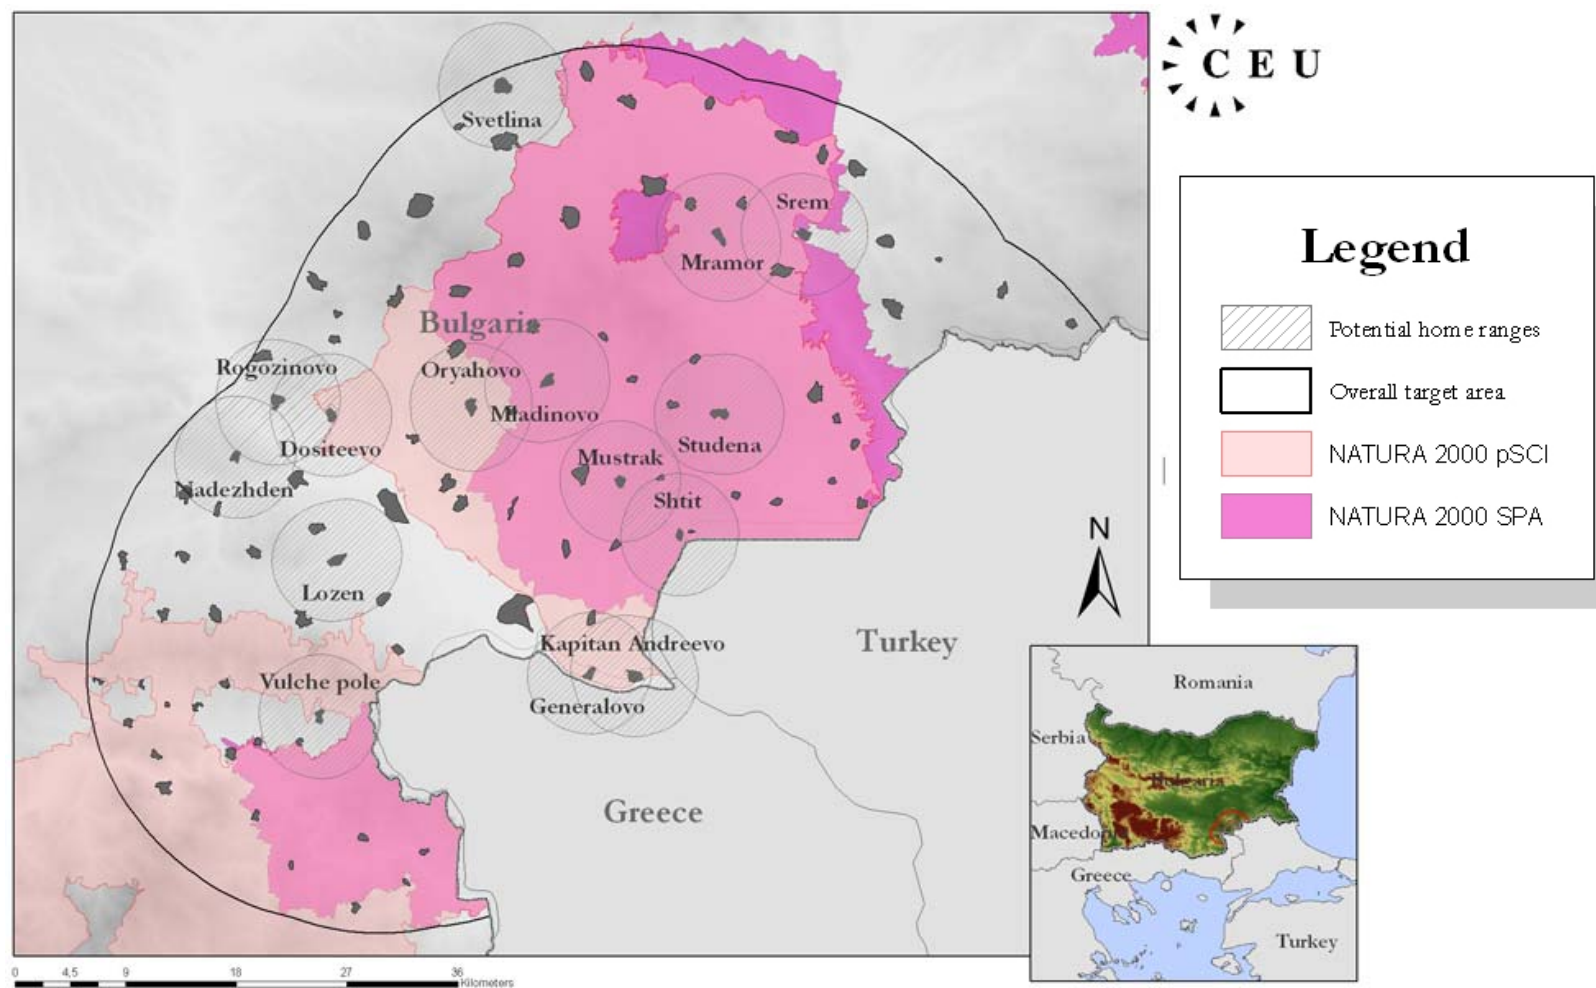 CEU
Svetlina
Srem
Mramor
Bulgaria
Rogozinovo
Oryahovo
Mladinovo
Dositeevo
Studena
Mustrak
Nadezhden
Shtit
Lozen
Kapitan Andreevo
Turkey
Vulche pole
Generalovo
Greece
N
0 4,5 9 18 27 36
Kilometers
Legend
Potential home ranges
Overall target area
NATURA 2000 pSCI
NATURA 2000 SPA
Romania
Serbia
Bulgaria
Macedonia
Greece
Turkey